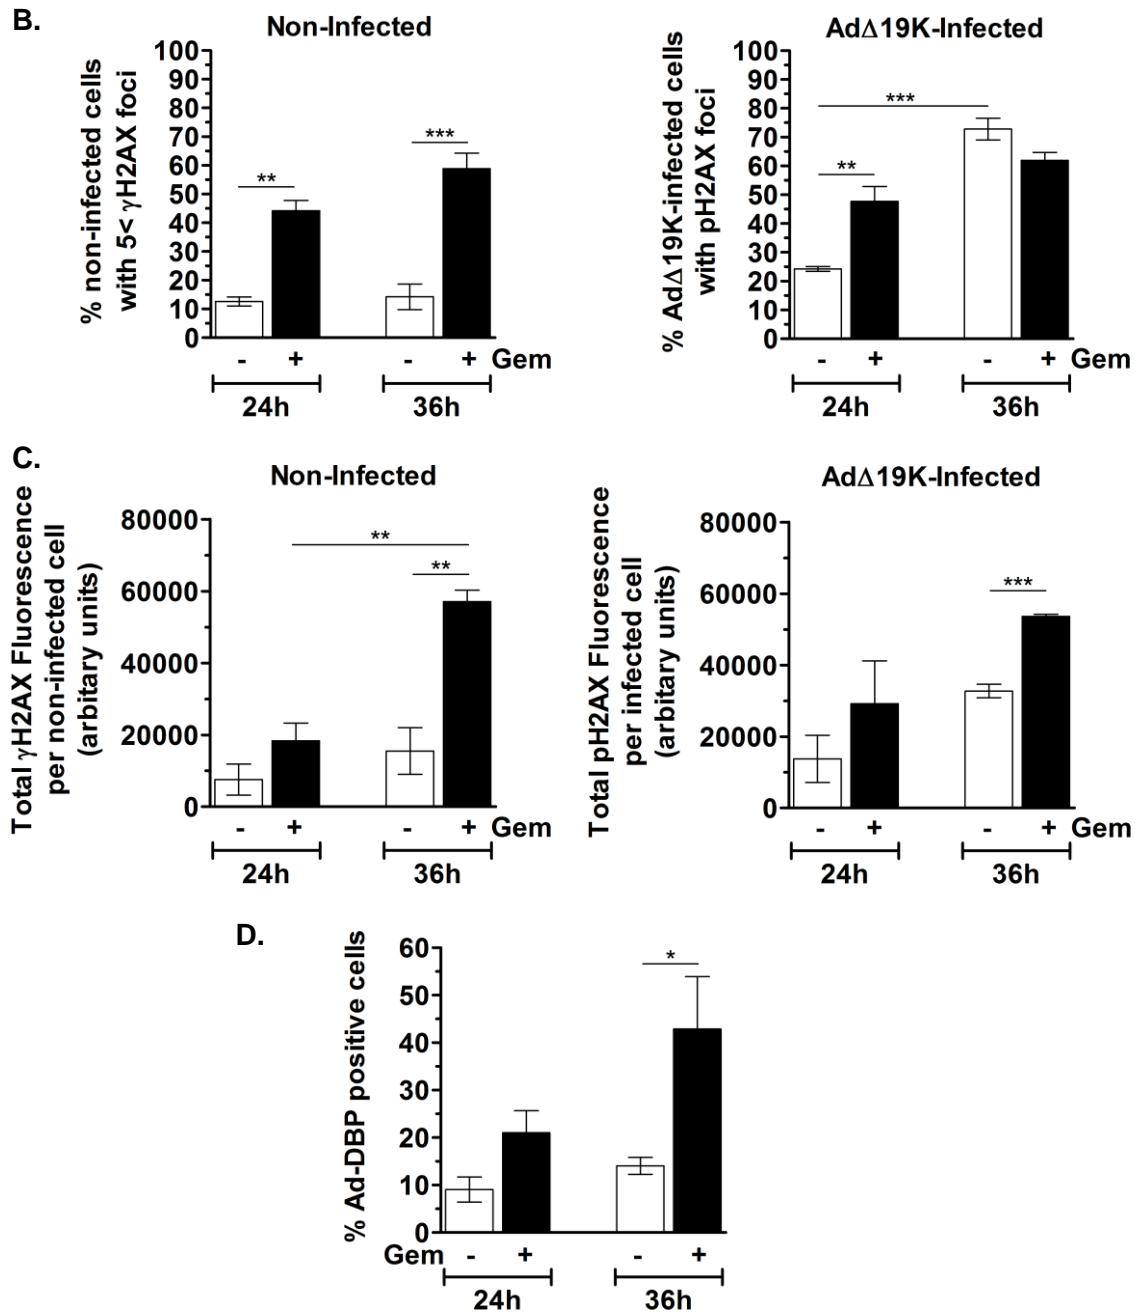 B.
Non-Infected
% non-infected cells
with 5< γH2AX foci
100
90
80
70
60
50
40
30
20
10
0
**
***
- + - + Gem
24h 36h
AdΔ19K-Infected
% AdΔ19K-infected cells
with pH2AX foci
100
90
80
70
60
50
40
30
20
10
0
***
**
- + - + Gem
24h 36h
C.
Non-Infected
Total γH2AX Fluorescence
per non-infected cell
(arbitary units)
80000
60000
40000
20000
0
**
**
- + - + Gem
24h 36h
AdΔ19K-Infected
Total pH2AX Fluorescence
per infected cell
(arbitary units)
80000
60000
40000
20000
0
***
- + - + Gem
24h 36h
D.
% Ad-DBP positive cells
60
50
40
30
20
10
0
*
Gem - + - +
24h 36h